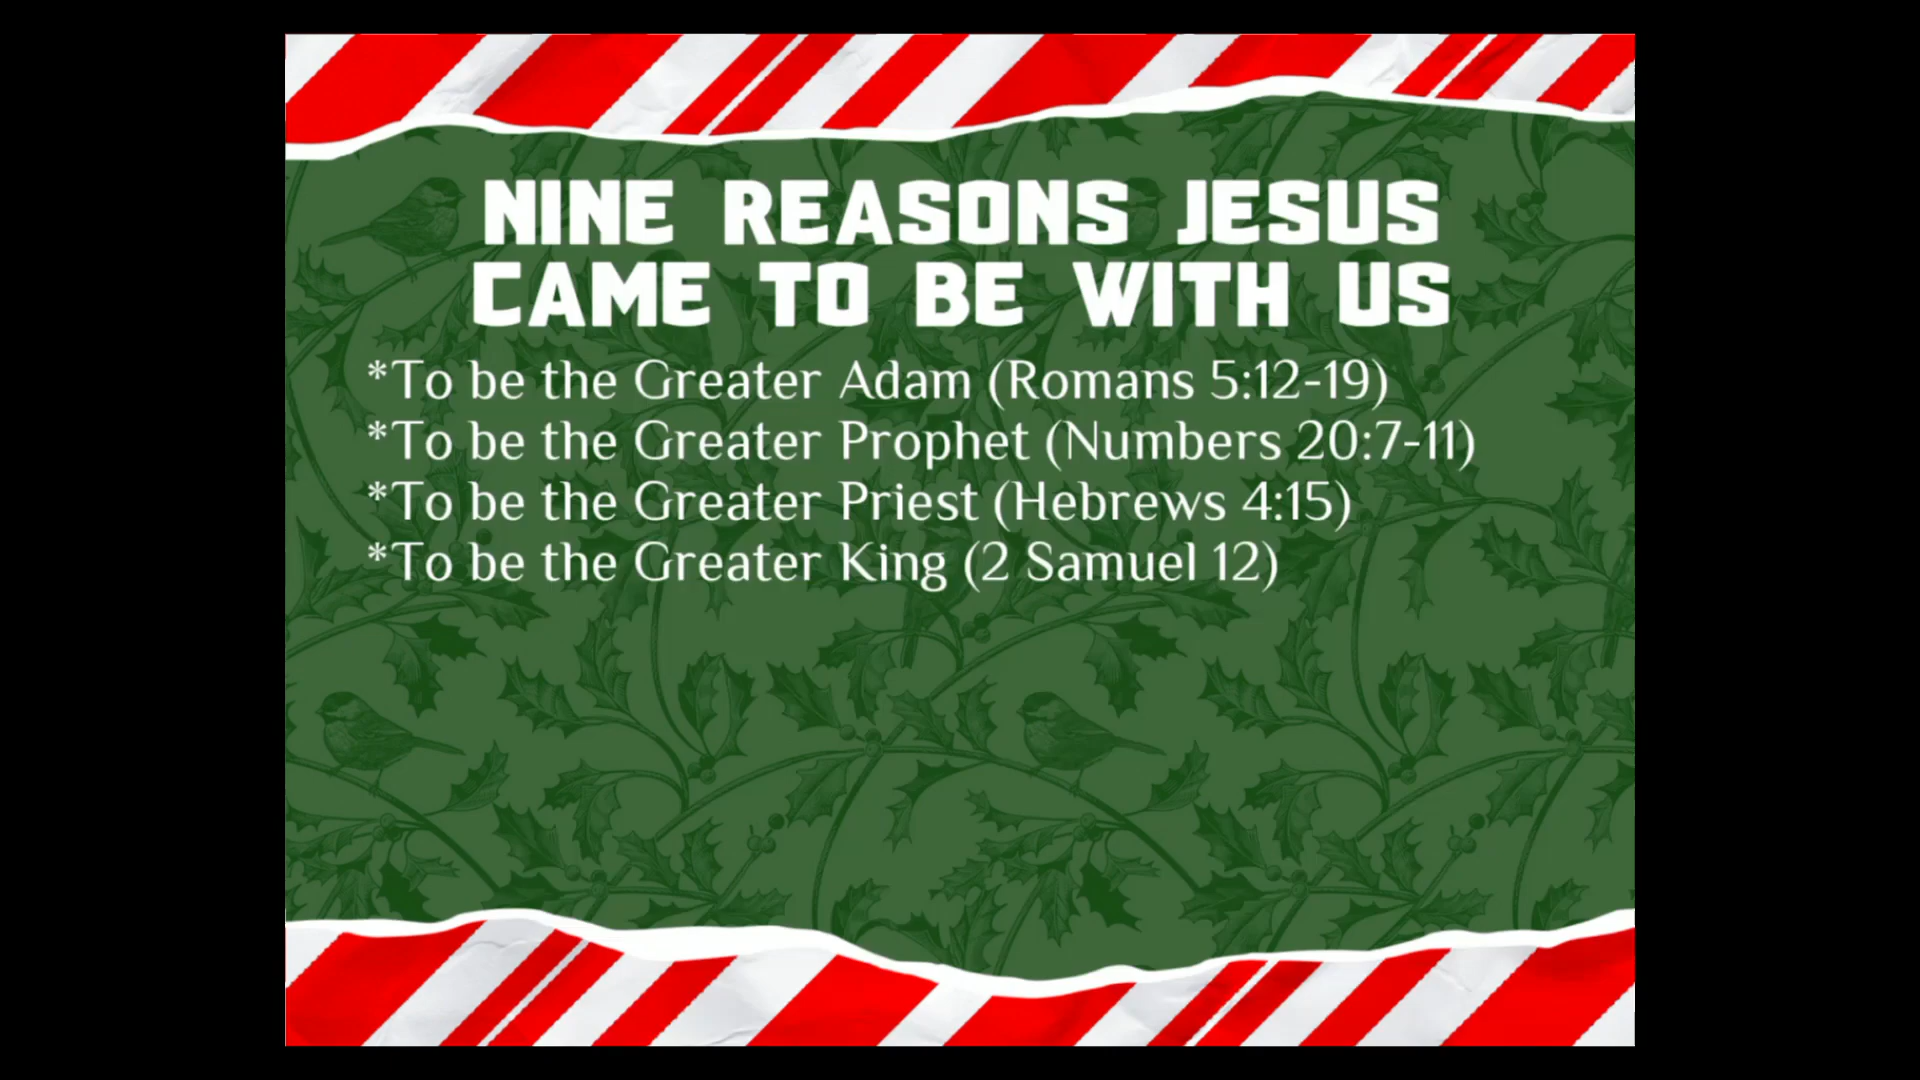 NINE REASONS JESUS
CAME TO BE WITH US
*To be the Greater Adam (Romans 5:12-19)
*To be the Greater Prophet (Numbers 20:7-11)
*To be the Greater Priest (Hebrews 4:15)
*To be the Greater King (2 Samuel 12)